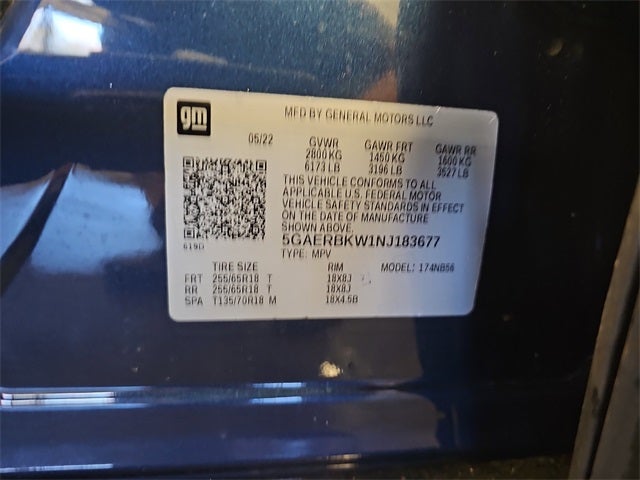 gm
MFD BY GENERAL MOTORS LLC
05/22 GVWR GAWR FRT GAWR RR
2800 KG 1450 KG 1600 KG
6173 LB 3196 LB 3527 LB
THIS VEHICLE CONFORMS TO ALL
APPLICABLE U.S. FEDERAL MOTOR
VEHICLE SAFETY STANDARDS IN EFFECT
ON THE DATE OF MANUFACTURE
SHOWN ABOVE.
5GAERBKW1NJ183677
619D
TYPE: MPV
TIRE SIZE RIM MODEL: 174NB56
FRT 255/65R18 T 18X8J
RR 255/65R18 T 18X8J
SPA T135/70R18 M 18X4.5B